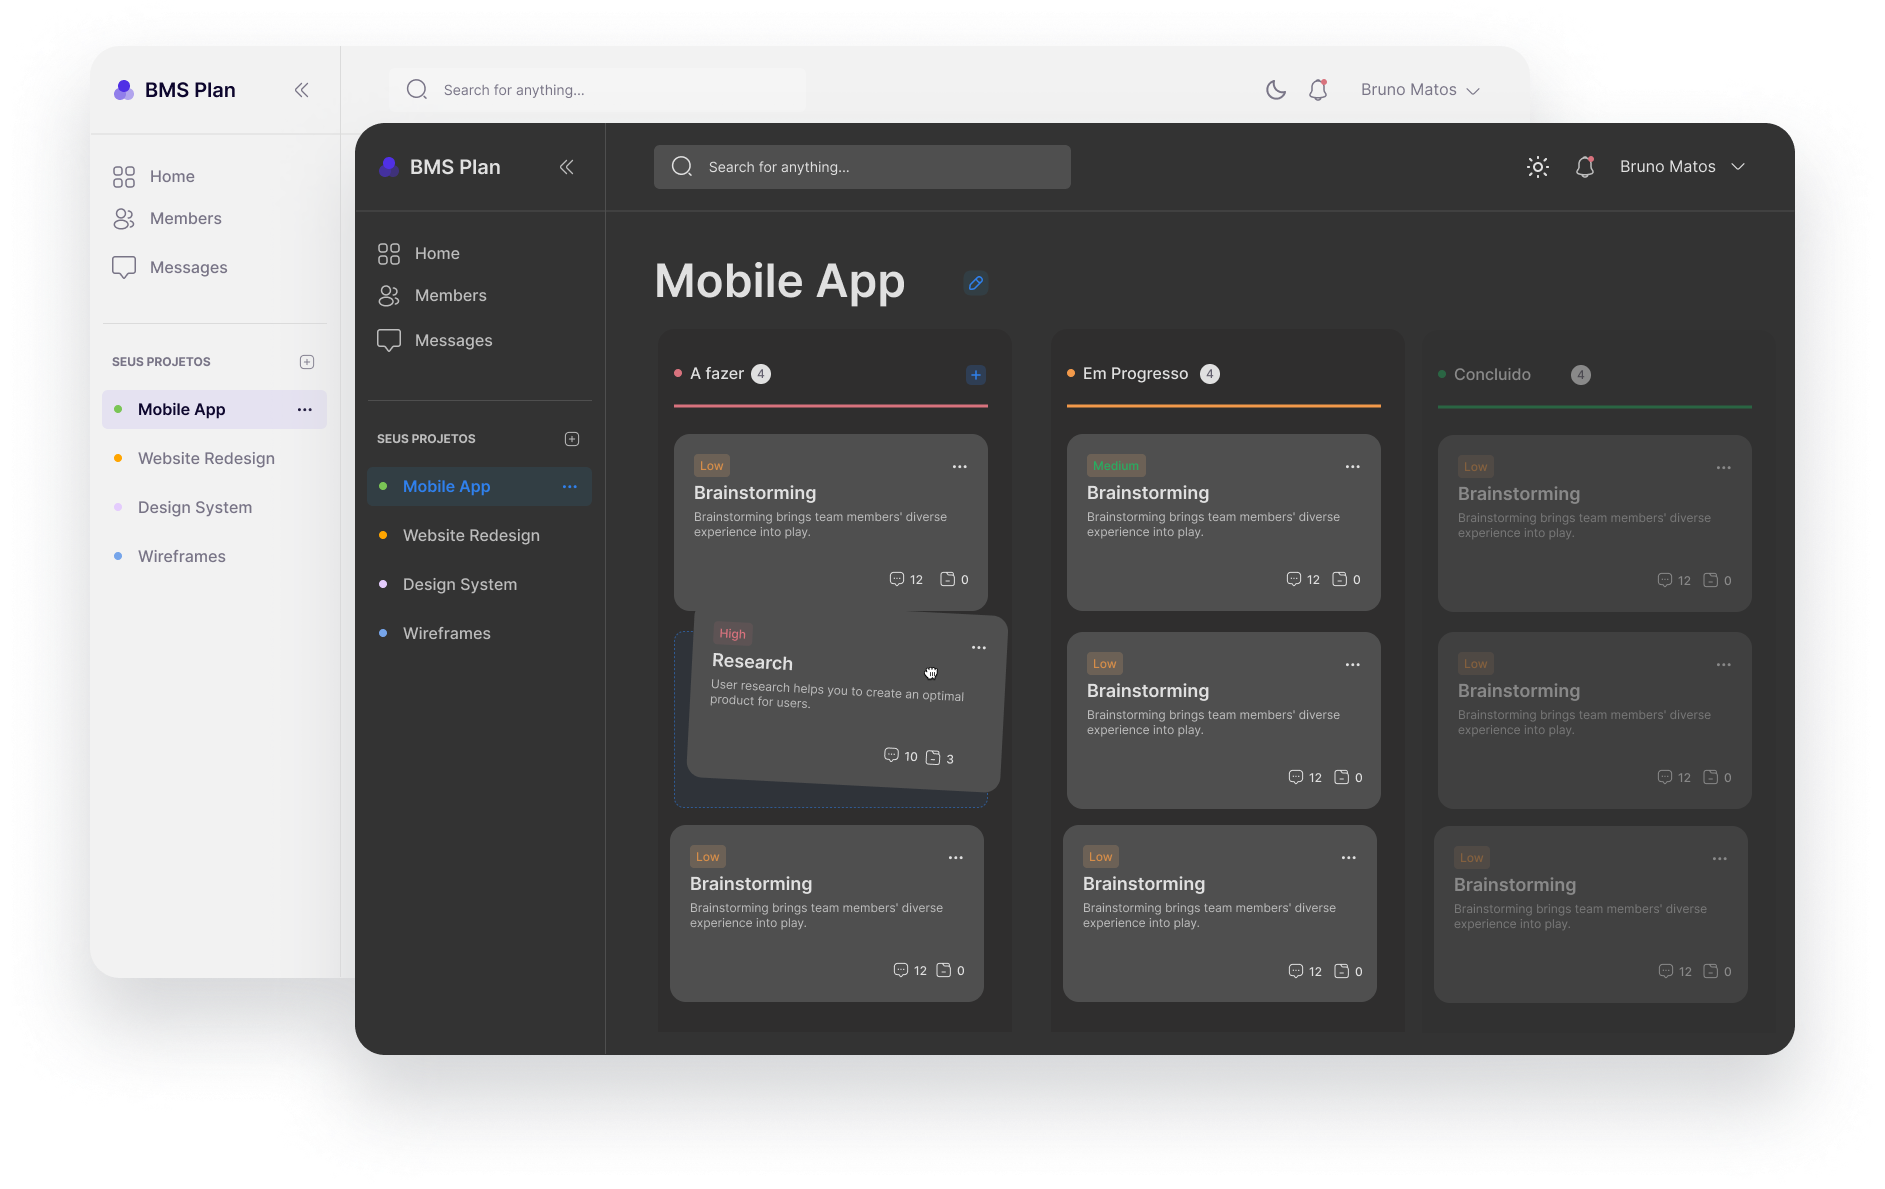 BMS Plan
Search for anything...
Bruno Matos
Home
Members
Messages
SEUS PROJETOS
Mobile App
Website Redesign
Design System
Wireframes
BMS Plan
Search for anything...
Bruno Matos
Home
Members
Messages
SEUS PROJETOS
Mobile App
Website Redesign
Design System
Wireframes
Mobile App
A fazer 4
Low
Brainstorming
Brainstorming brings team members' diverse
experience into play.
12 0
High
Research
User research helps you to create an optimal
product for users.
10 3
Low
Brainstorming
Brainstorming brings team members' diverse
experience into play.
12 0
Em Progresso 4
Medium
Brainstorming
Brainstorming brings team members' diverse
experience into play.
12 0
Low
Brainstorming
Brainstorming brings team members' diverse
experience into play.
12 0
Low
Brainstorming
Brainstorming brings team members' diverse
experience into play.
12 0
Concluido 4
Low
Brainstorming
Brainstorming brings team members' diverse
experience into play.
12 0
Low
Brainstorming
Brainstorming brings team members' diverse
experience into play.
12 0
Low
Brainstorming
Brainstorming brings team members' diverse
experience into play.
12 0